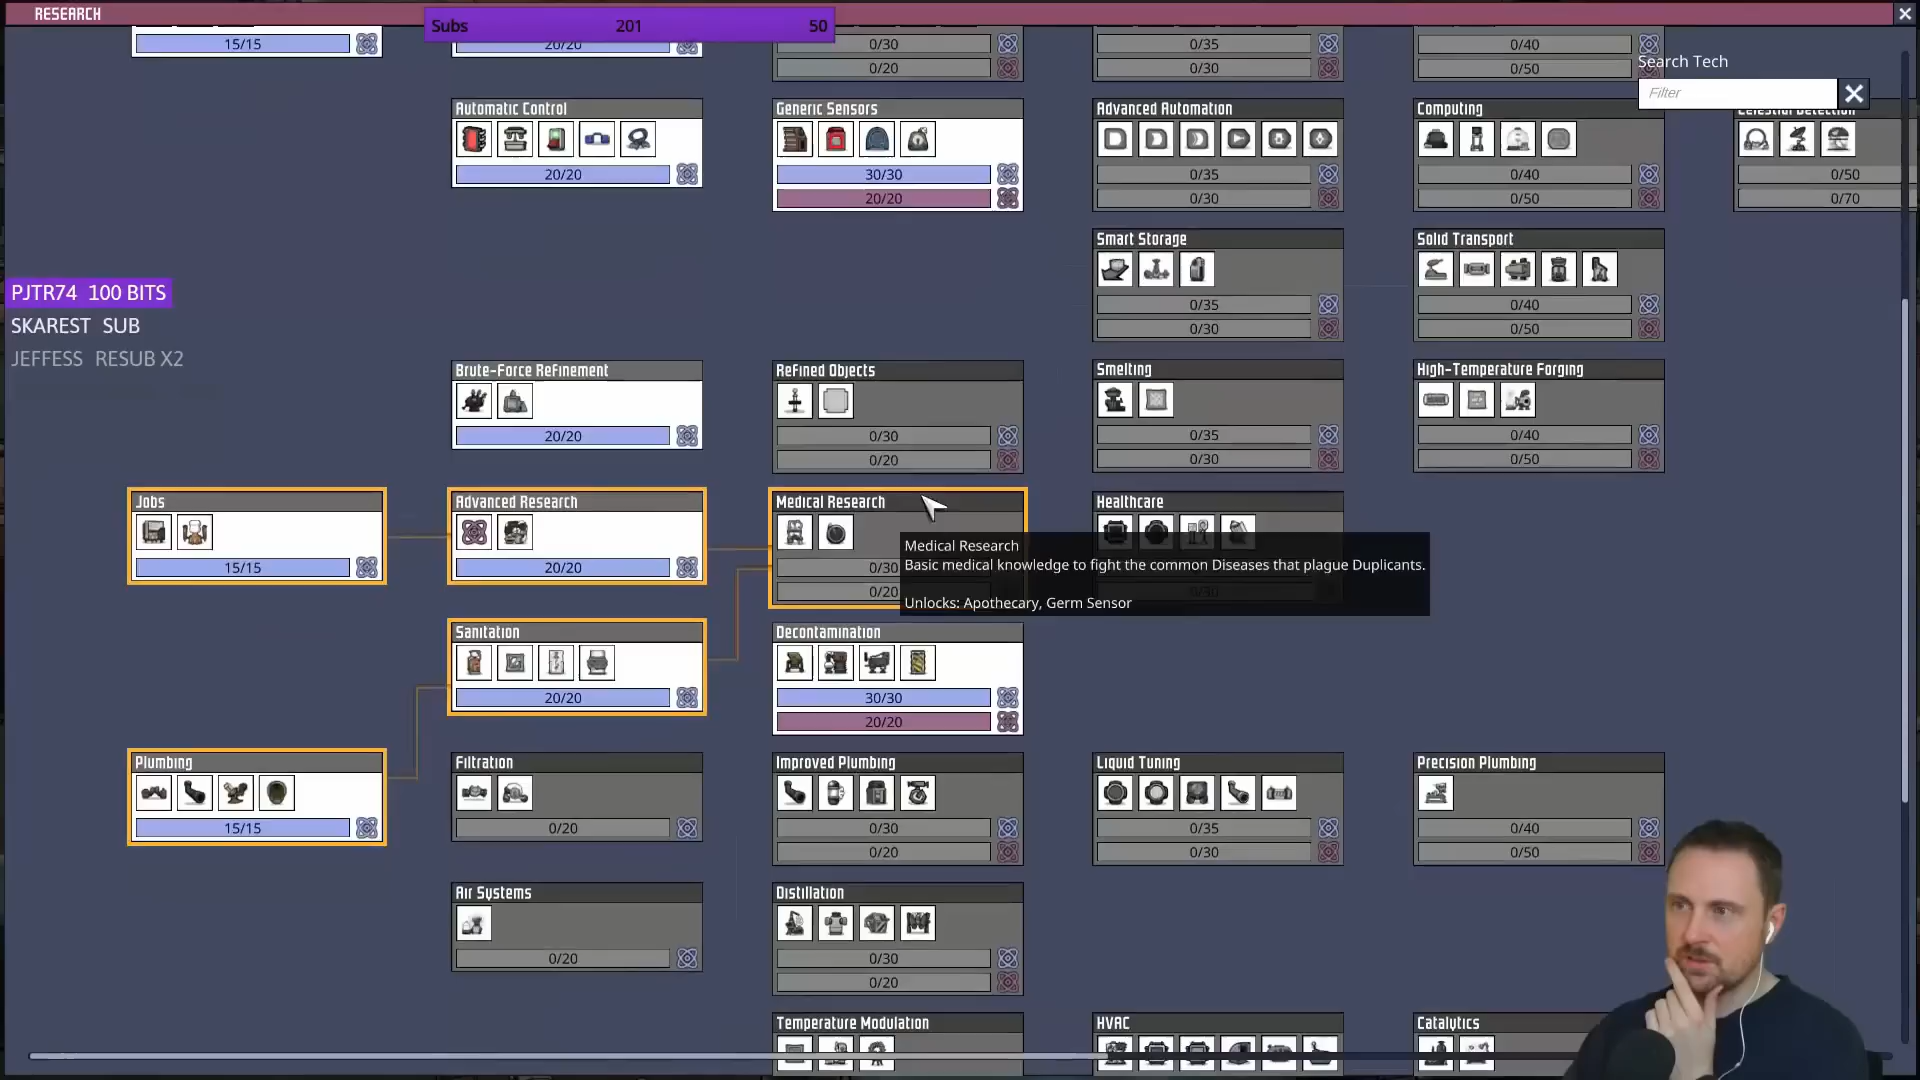 RESEARCH
Subs 201 50
15/15
20/20
0/30
0/20
0/35
0/30
0/40
0/50
Search Tech
Filter
Automatic Control
20/20
Generic Sensors
30/30
20/20
Advanced Automation
0/35
0/30
Computing
0/40
0/50
Celestial Detection
0/50
0/70
Smart Storage
0/35
0/30
Solid Transport
0/40
0/50
PJTR74 100 BITS
SKAREST SUB
JEFFESS RESUB X2
Brute-Force Refinement
20/20
Refined Objects
0/30
0/20
Smelting
0/35
0/30
High-Temperature Forging
0/40
0/50
Jobs
15/15
Advanced Research
20/20
Medical Research
0/30
0/20
Healthcare
Medical Research
Basic medical knowledge to fight the common Diseases that plague Duplicants.
Unlocks: Apothecary, Germ Sensor
Sanitation
20/20
Decontamination
30/30
20/20
Plumbing
15/15
Filtration
0/20
Improved Plumbing
0/30
0/20
Liquid Tuning
0/35
0/30
Precision Plumbing
0/40
0/50
Air Systems
0/20
Distillation
0/30
0/20
Temperature Modulation
HVAC
Catalytics